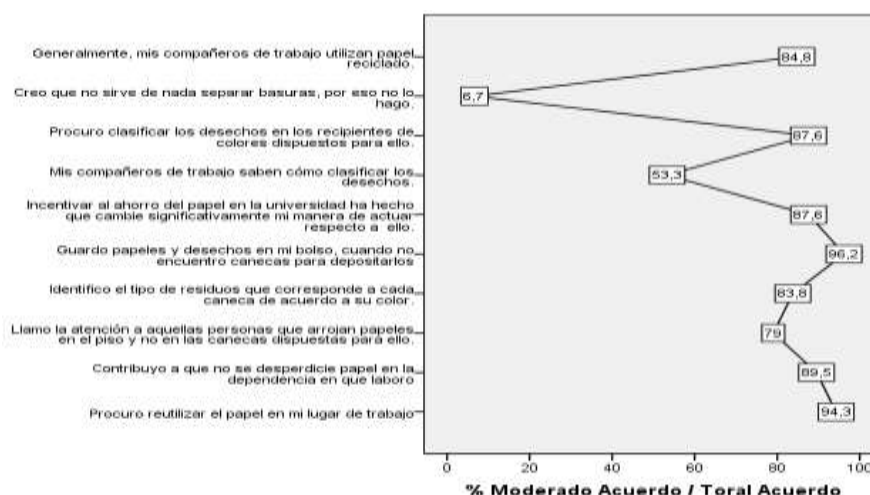 Generalmente, mis compañeros de trabajo utilizan papel
reciclado.
84,8
Creo que no sirve de nada separar basuras, por eso no lo
hago.
6,7
Procuro clasificar los desechos en los recipientes de
colores dispuestos para ello.
87,6
Mis compañeros de trabajo saben cómo clasificar los
desechos.
53,3
Incentivar al ahorro del papel en la universidad ha hecho
que cambie significativamente mi manera de actuar
respecto a ello.
87,6
Guardo papeles y desechos en mi bolso, cuando no
encuentro canecas para depositarlos
96,2
Identifico el tipo de residuos que corresponde a cada
caneca de acuerdo a su color.
83,8
Llamo la atención a aquellas personas que arrojan papeles
en el piso y no en las canecas dispuestas para ello.
79
Contribuyo a que no se desperdicie papel en la
dependencia en que laboro
89,5
Procuro reutilizar el papel en mi lugar de trabajo
94,3
0 20 40 60 80 100
% Moderado Acuerdo / Toral Acuerdo